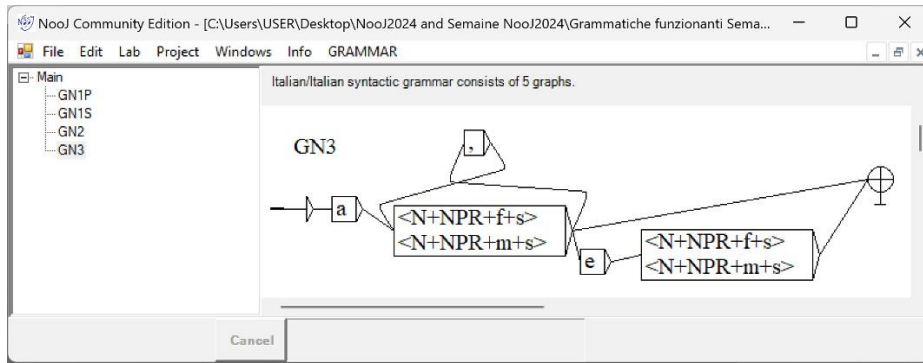 NooJ Community Edition - [C:\Users\USER\Desktop\NooJ2024 and Semaine NooJ2024\Grammatiche funzionanti Sema...
File Edit Lab Project Windows Info GRAMMAR
Main
GN1P
GN1S
GN2
GN3
Italian/Italian syntactic grammar consists of 5 graphs.
GN3
,
a
<N+NPR+f+s>
<N+NPR+m+s>
e
<N+NPR+f+s>
<N+NPR+m+s>
Cancel